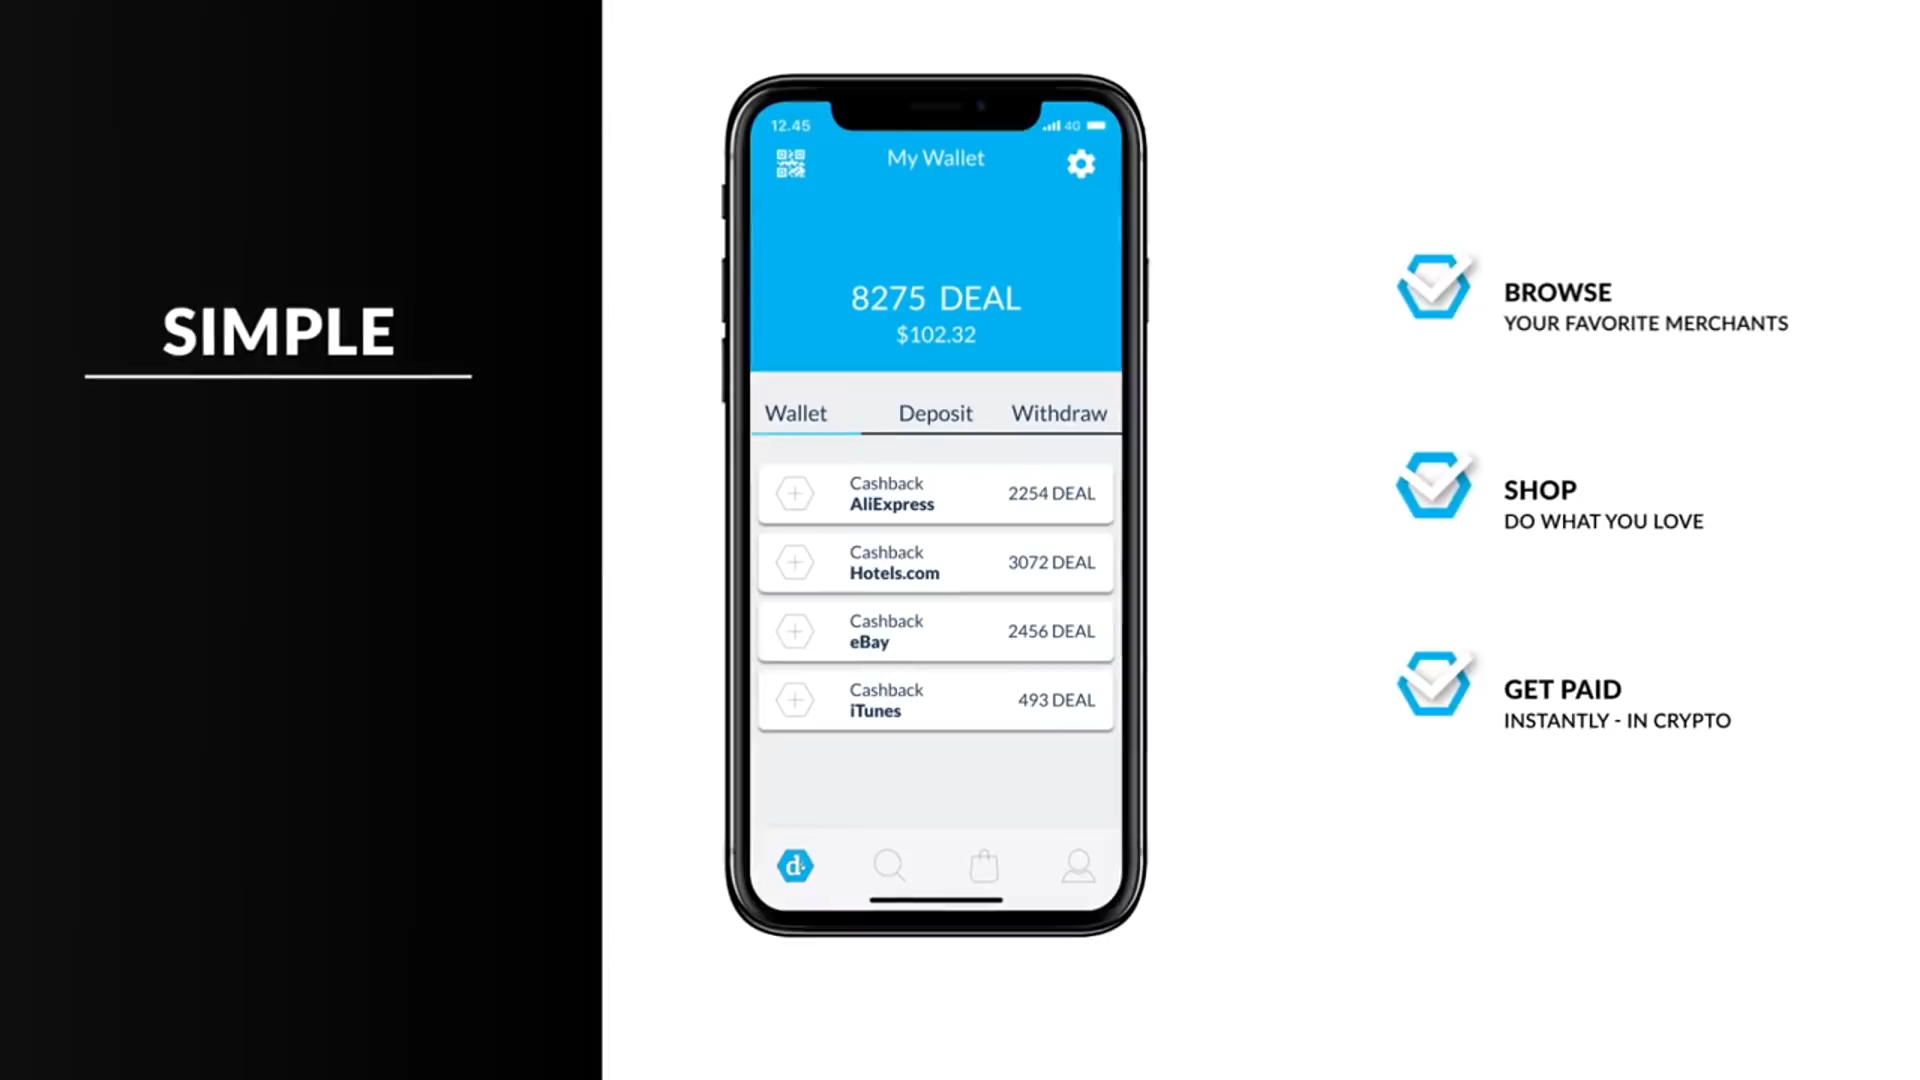 SIMPLE
12.45
4G
My Wallet
8275 DEAL
$102.32
Wallet Deposit Withdraw
Cashback
AliExpress
2254 DEAL
Cashback
Hotels.com
3072 DEAL
Cashback
eBay
2456 DEAL
Cashback
iTunes
493 DEAL
d
BROWSE
YOUR FAVORITE MERCHANTS
SHOP
DO WHAT YOU LOVE
GET PAID
INSTANTLY - IN CRYPTO